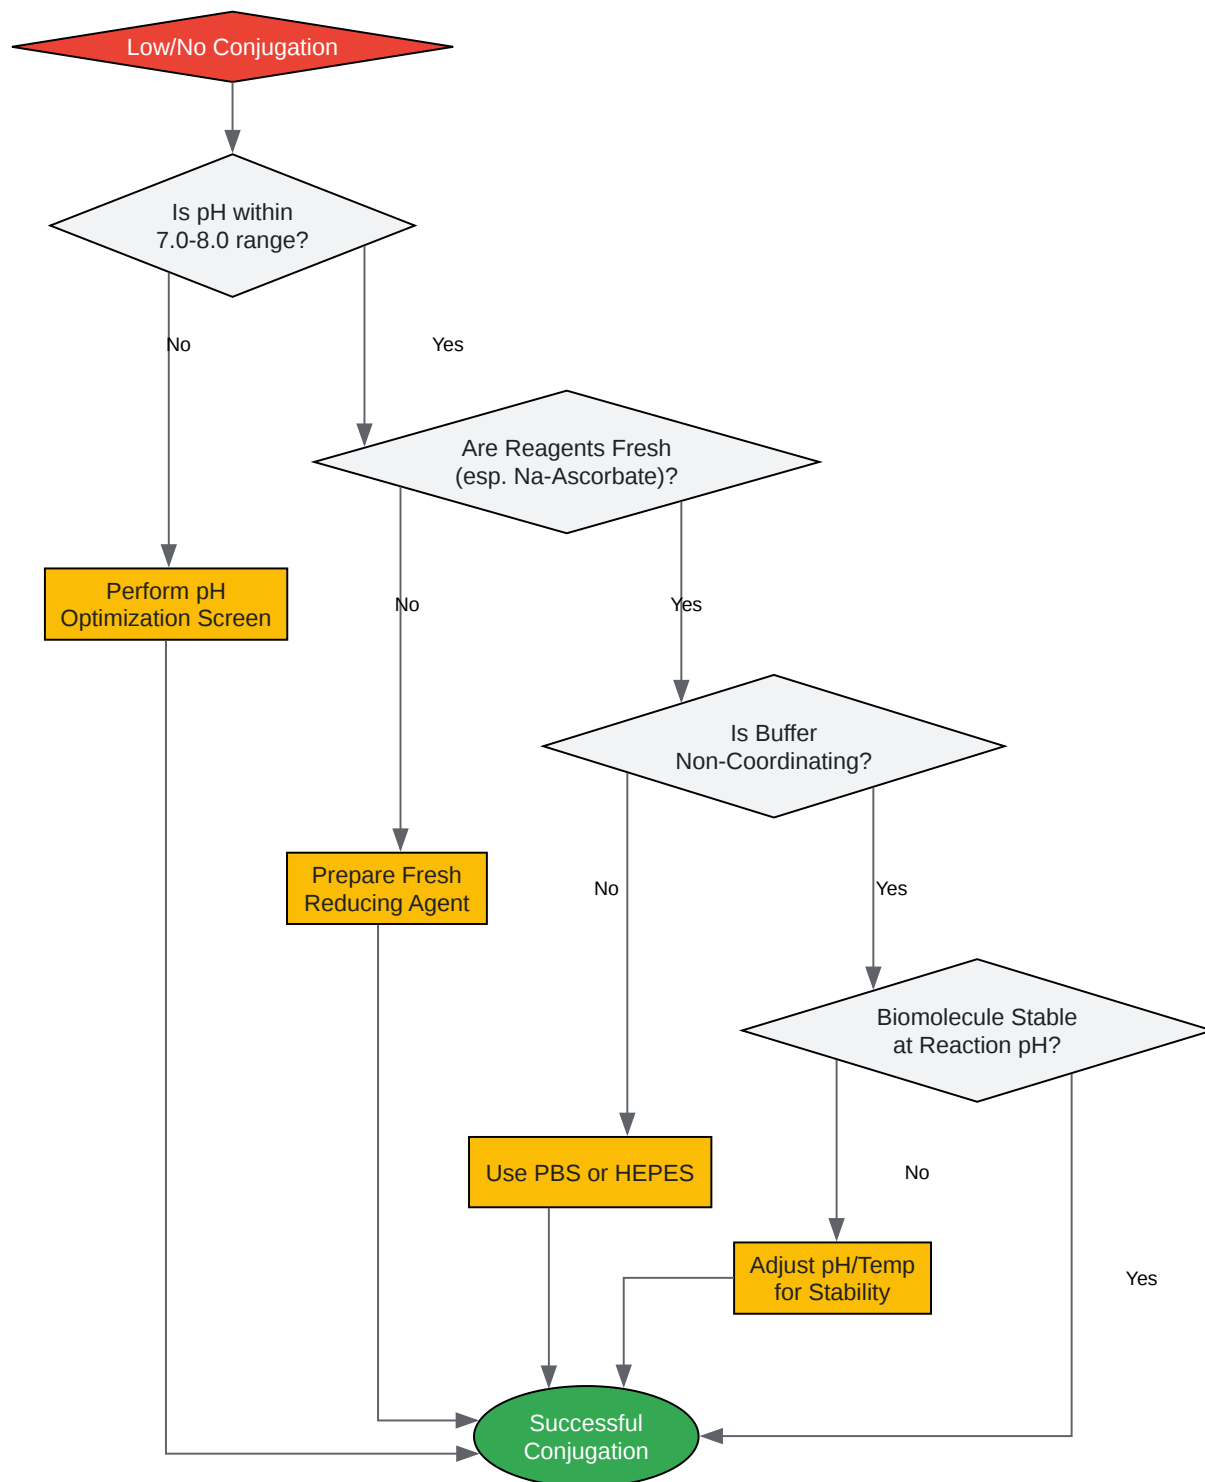 Low/No Conjugation
Is pH within
7.0-8.0 range?
No
Yes
Are Reagents Fresh
(esp. Na-Ascorbate)?
Perform pH
Optimization Screen
No
Yes
Is Buffer
Non-Coordinating?
Prepare Fresh
Reducing Agent
No
Yes
Biomolecule Stable
at Reaction pH?
Use PBS or HEPES
No
Adjust pH/Temp
for Stability
Yes
Successful
Conjugation